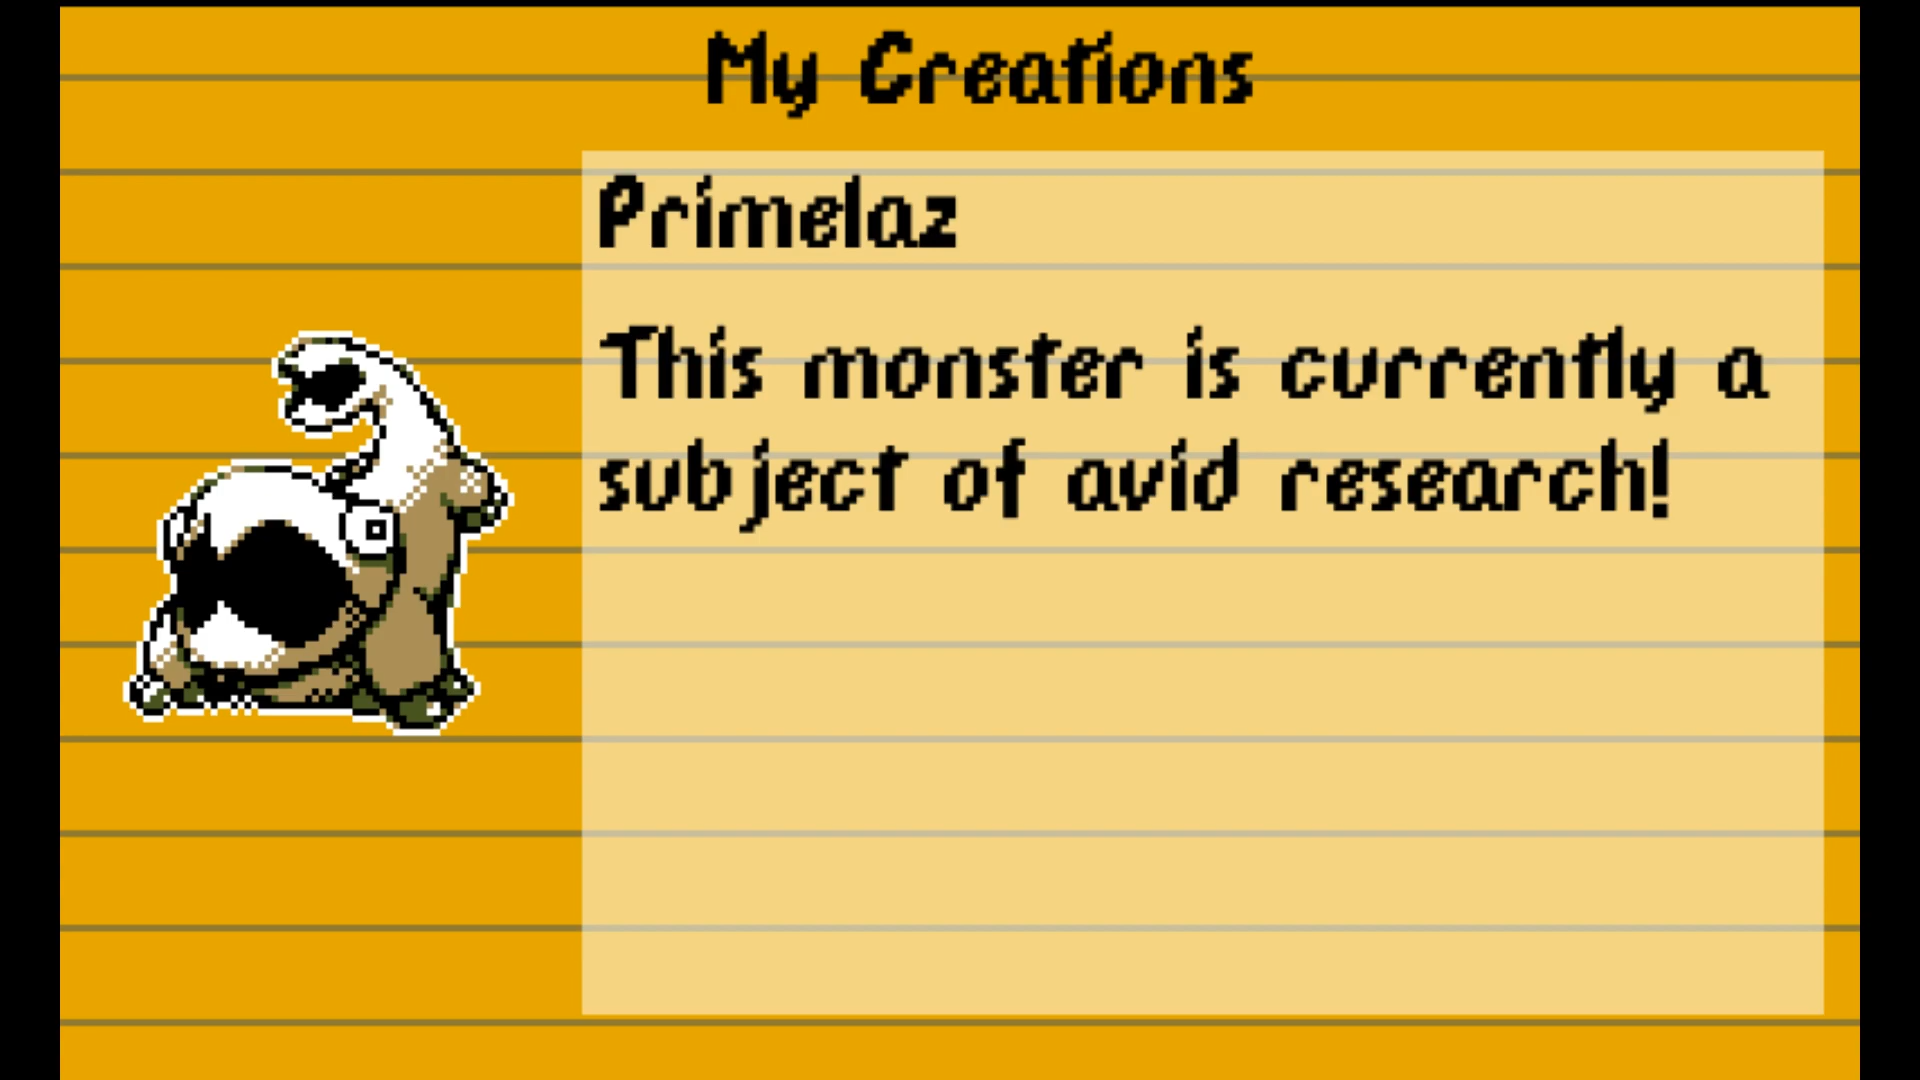 My Creations
Primelaz
This monster is currently a
subject of avid research!